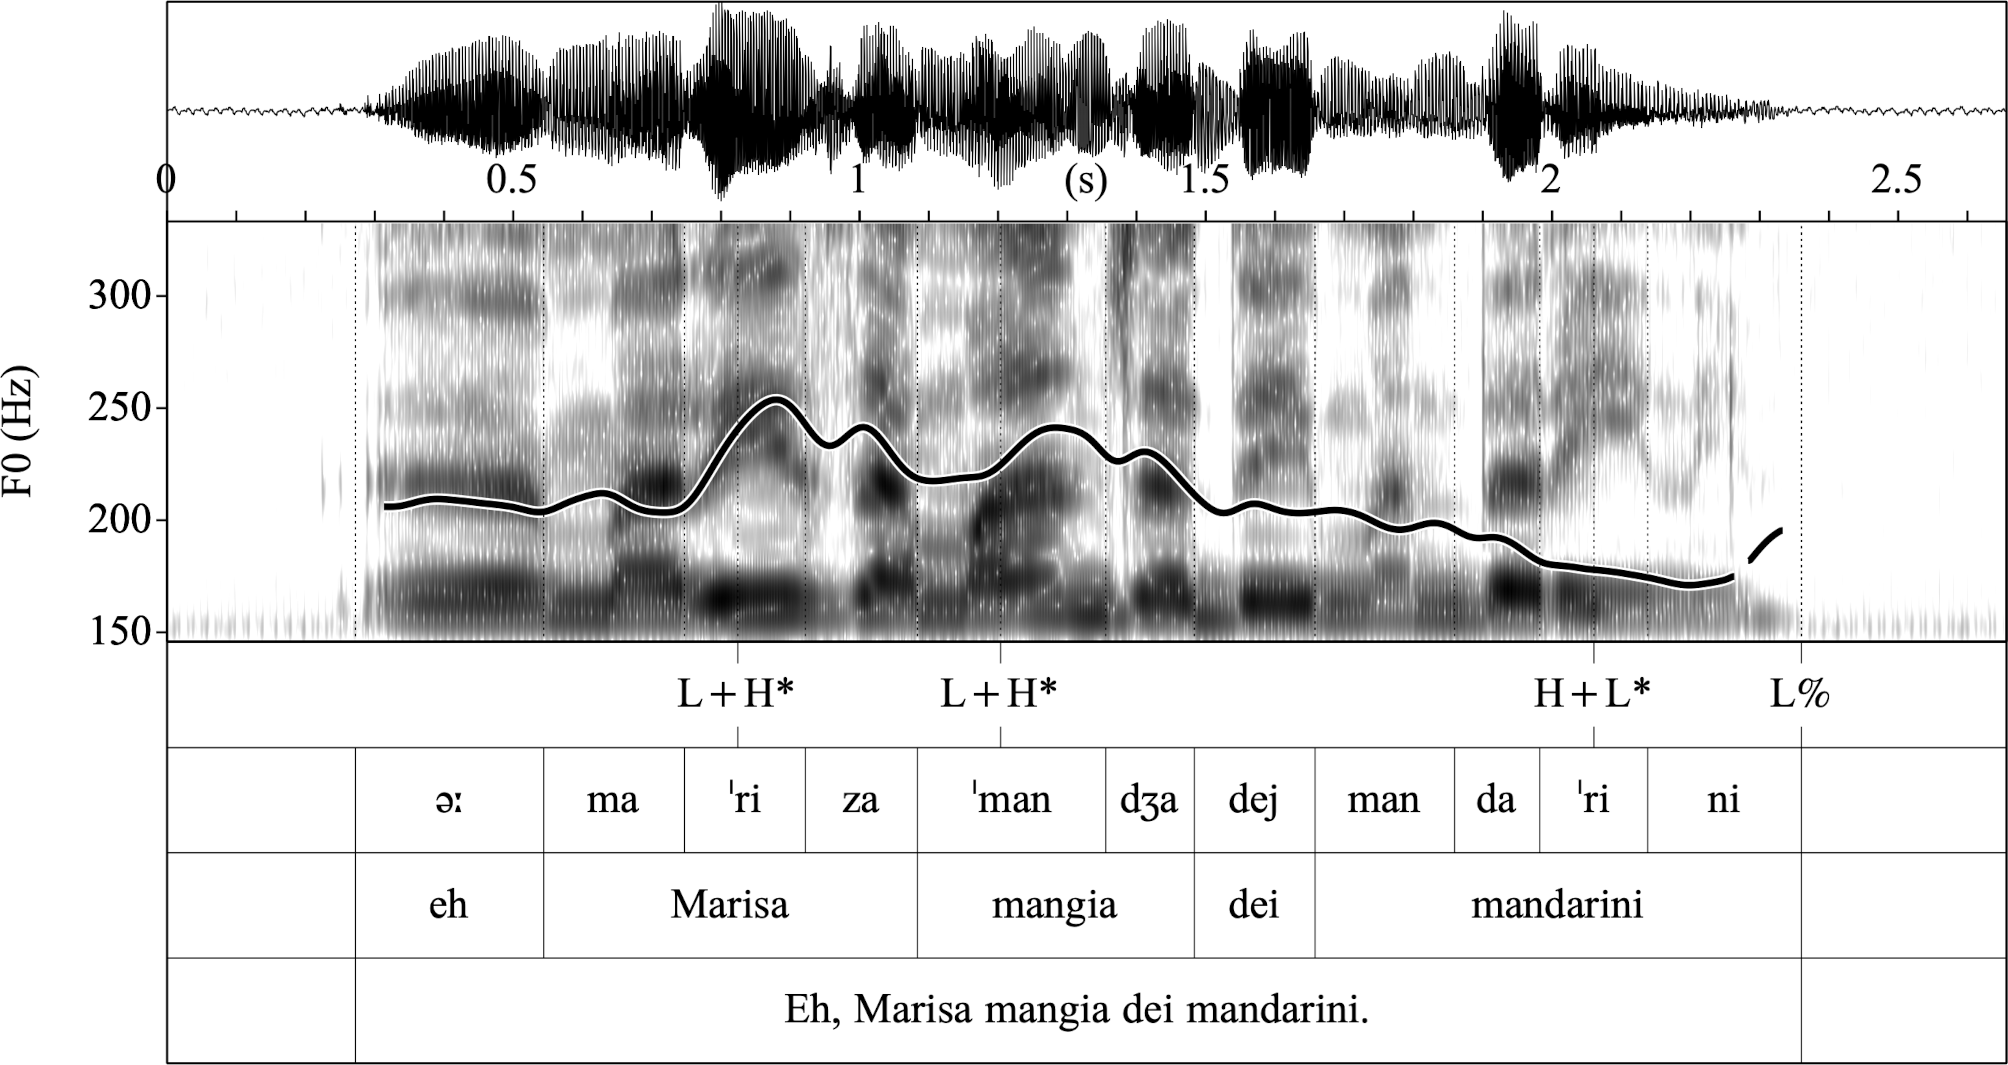 0 0.5 1 (s) 1.5 2 2.5
300
250
200
150
F0 (Hz)
L+H* L+H* H+L* L%
əː ma ˈri za ˈman dʒa dej man da ˈri ni
eh Marisa mangia dei mandarini
Eh, Marisa mangia dei mandarini.